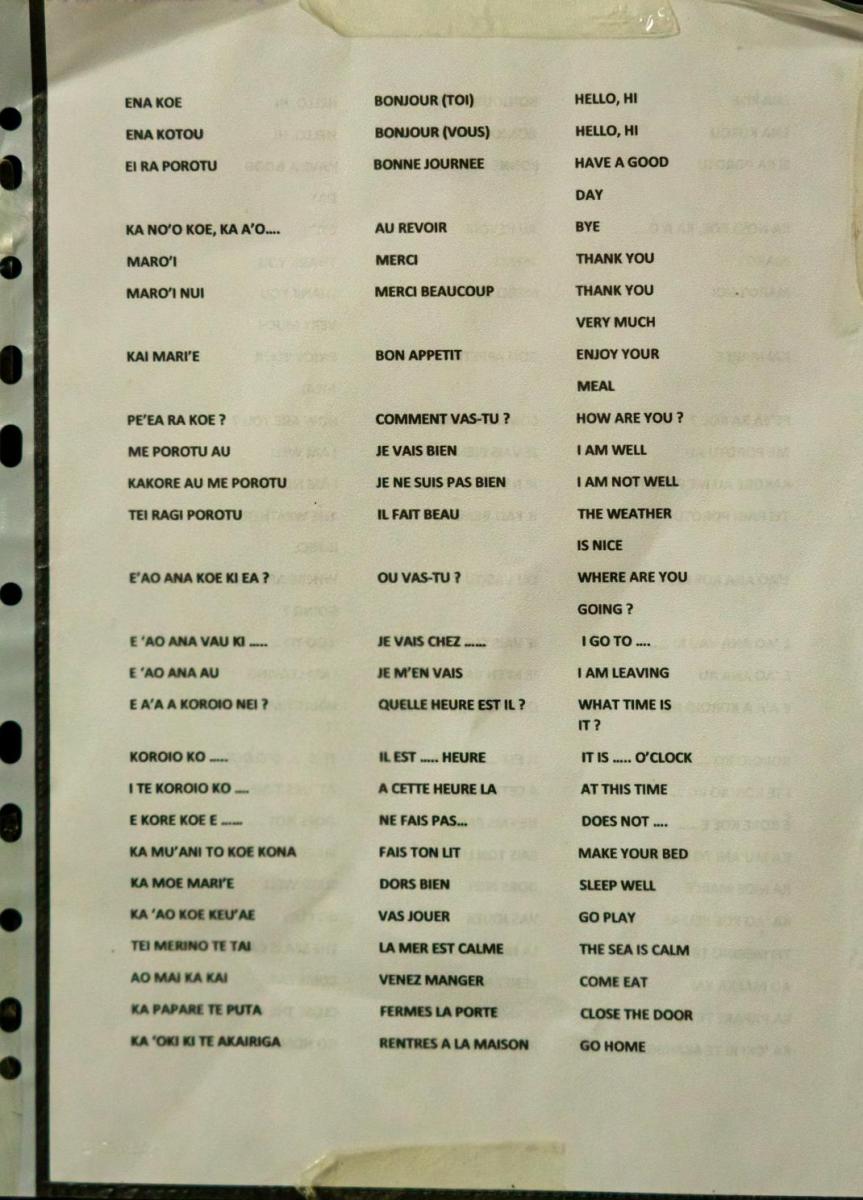 ENA KOE BONJOUR (TOI) HELLO, HI
ENA KOTOU BONJOUR (VOUS) HELLO, HI
EI RA POROTU BONNE JOURNEE HAVE A GOOD
DAY
KA NO'O KOE, KA A'O.... AU REVOIR BYE
MARO'I MERCI THANK YOU
MARO'I NUI MERCI BEAUCOUP THANK YOU
VERY MUCH
KAI MARI'E BON APPETIT ENJOY YOUR
MEAL
PE'EA RA KOE ? COMMENT VAS-TU ? HOW ARE YOU ?
ME POROTU AU JE VAIS BIEN I AM WELL
KAKORE AU ME POROTU JE NE SUIS PAS BIEN I AM NOT WELL
TEI RAGI POROTU IL FAIT BEAU THE WEATHER
IS NICE
E'AO ANA KOE KI EA ? OU VAS-TU ? WHERE ARE YOU
GOING ?
E 'AO ANA VAU KI ..... JE VAIS CHEZ ...... I GO TO ....
E 'AO ANA AU JE M'EN VAIS I AM LEAVING
E A'A A KOROIO NEI ? QUELLE HEURE EST IL ? WHAT TIME IS
IT ?
KOROIO KO ..... IL EST ..... HEURE IT IS ..... O'CLOCK
I TE KOROIO KO .... A CETTE HEURE LA AT THIS TIME
E KORE KOE E ...... NE FAIS PAS... DOES NOT ....
KA MU'ANI TO KOE KONA FAIS TON LIT MAKE YOUR BED
KA MOE MARI'E DORS BIEN SLEEP WELL
KA 'AO KOE KEU'AE VAS JOUER GO PLAY
TEI MERINO TE TAI LA MER EST CALME THE SEA IS CALM
AO MAI KA KAI VENEZ MANGER COME EAT
KA PAPARE TE PUTA FERMES LA PORTE CLOSE THE DOOR
KA 'OKI KI TE AKAIRIGA RENTRES A LA MAISON GO HOME